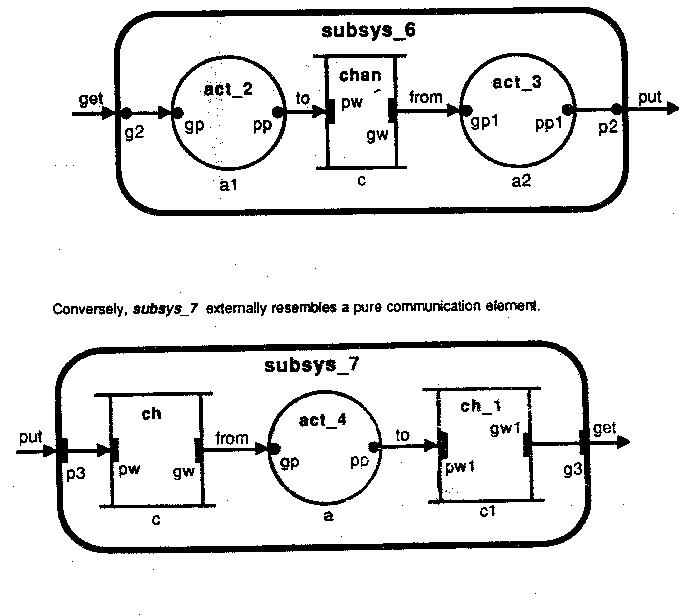 subsys_6
act_2
chan
act_3
get
to
pw
from
put
g2
gp
pp
gw
gp1
pp1
p2
a1
c
a2
Conversely, subsys_7 externally resembles a pure communication element.
subsys_7
ch
act_4
ch_1
put
from
to
gw1
get
p3
pw
gw
gp
pp
pw1
g3
c
a
c1